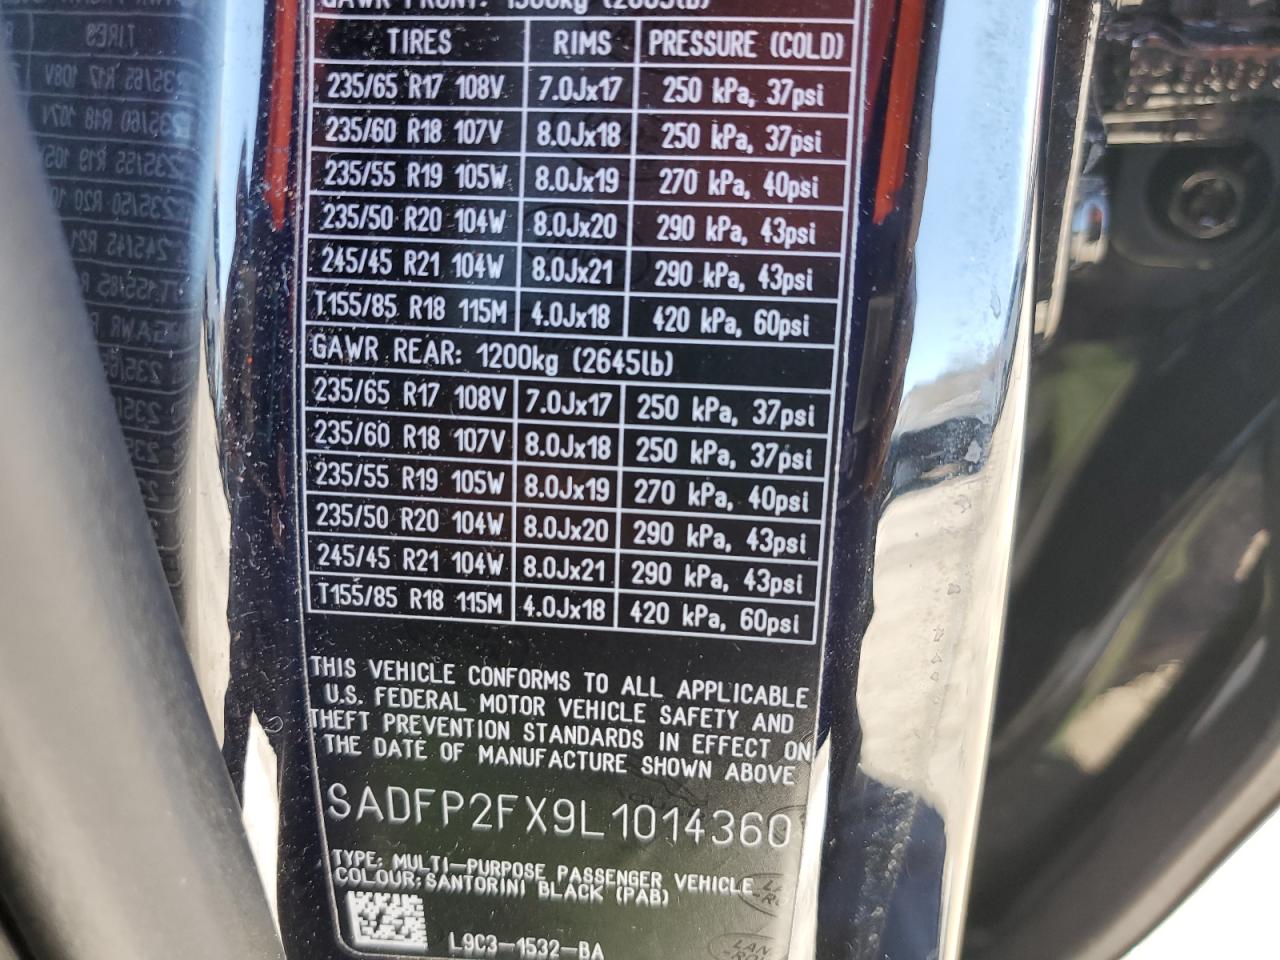 GAWR FRONT: 1300kg (2865lb)
TIRES RIMS PRESSURE (COLD)
235/65 R17 108V 7.0Jx17 250 kPa, 37psi
235/60 R18 107V 8.0Jx18 250 kPa, 37psi
235/55 R19 105W 8.0Jx19 270 kPa, 40psi
235/50 R20 104W 8.0Jx20 290 kPa, 43psi
245/45 R21 104W 8.0Jx21 290 kPa, 43psi
T155/85 R18 115M 4.0Jx18 420 kPa, 60psi
GAWR REAR: 1200kg (2645lb)
235/65 R17 108V 7.0Jx17 250 kPa, 37psi
235/60 R18 107V 8.0Jx18 250 kPa, 37psi
235/55 R19 105W 8.0Jx19 270 kPa, 40psi
235/50 R20 104W 8.0Jx20 290 kPa, 43psi
245/45 R21 104W 8.0Jx21 290 kPa, 43psi
T155/85 R18 115M 4.0Jx18 420 kPa, 60psi
THIS VEHICLE CONFORMS TO ALL APPLICABLE
U.S. FEDERAL MOTOR VEHICLE SAFETY AND
THEFT PREVENTION STANDARDS IN EFFECT ON
THE DATE OF MANUFACTURE SHOWN ABOVE
SADFP2FX9L1014360
TYPE: MULTI-PURPOSE PASSENGER VEHICLE
COLOUR: SANTORINI BLACK (PAB)
L9C3-1532-BA